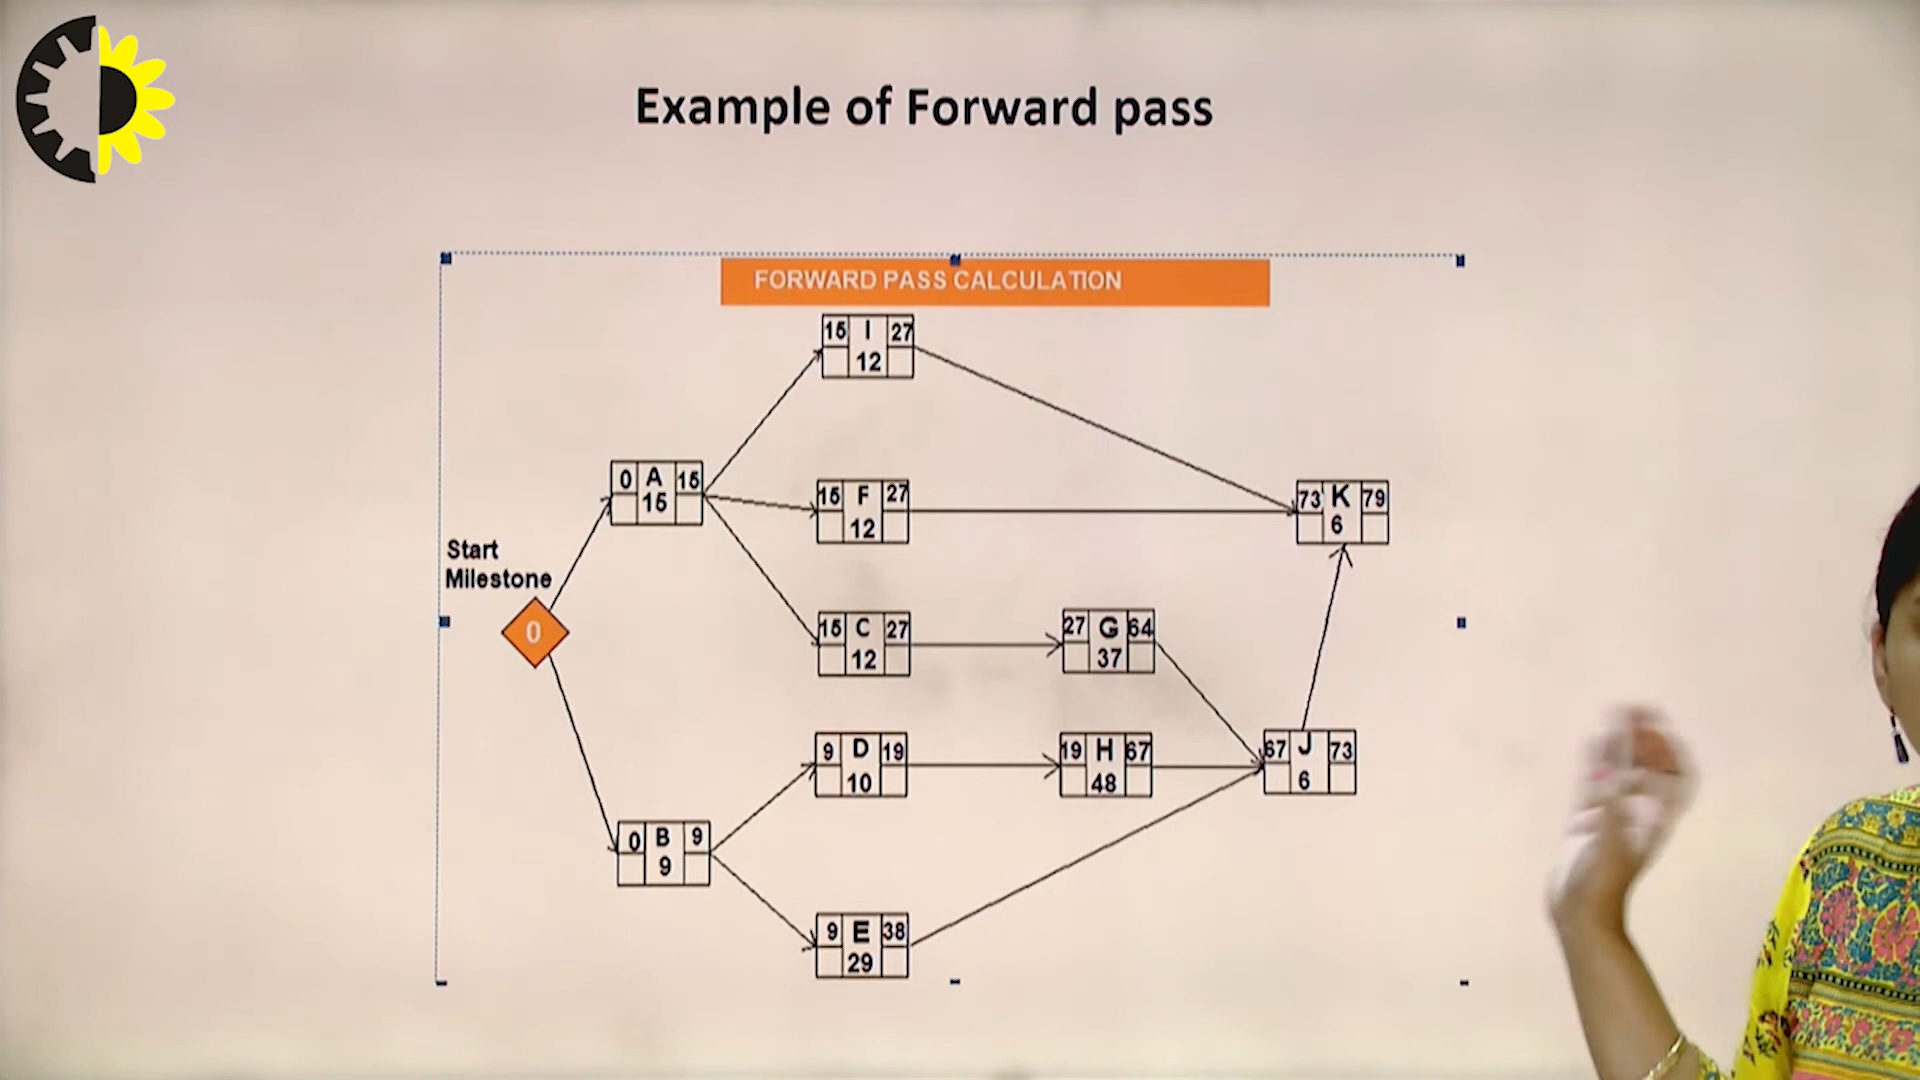 Example of Forward pass
FORWARD PASS CALCULATION
15 I 27
12
0 A 15
15
15 F 27
12
73 K 79
6
Start
Milestone
0
15 C 27
12
27 G 64
37
9 D 19
10
19 H 67
48
67 J 73
6
0 B 9
9
9 E 38
29